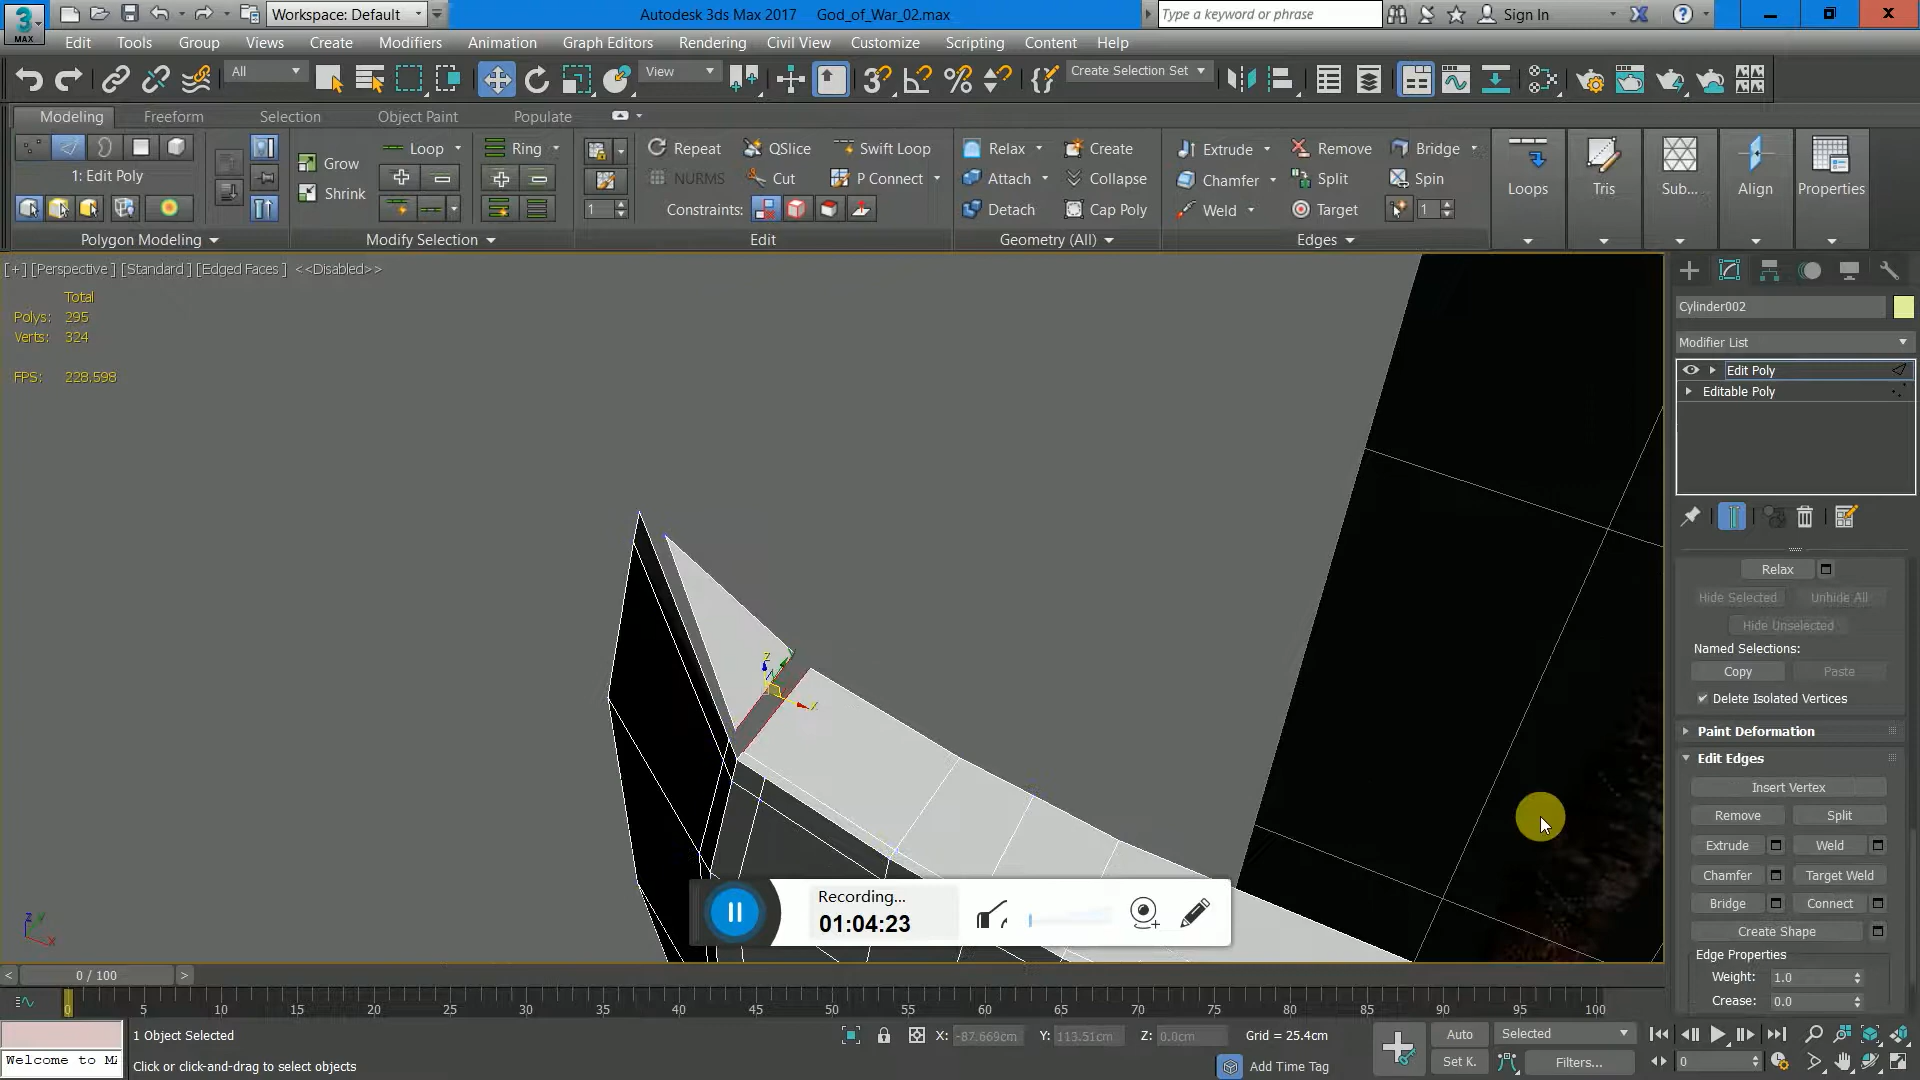 3
MAX
Workspace: Default
Autodesk 3ds Max 2017 God_of_War_02.max
Type a keyword or phrase
Sign In
Edit Tools Group Views Create Modifiers Animation Graph Editors Rendering Civil View Customize Scripting Content Help
All
View
Create Selection Set
Modeling Freeform Selection Object Paint Populate
Grow Loop Ring Repeat QSlice Swift Loop Relax Create Extrude Remove Bridge
1: Edit Poly
Shrink NURMS Cut P Connect Attach Collapse Chamfer Split Spin
Loops Tris Sub... Align Properties
1 Constraints: Detach Cap Poly Weld Target 1
Polygon Modeling Modify Selection Edit Geometry (All) Edges
[+] [Perspective ] [Standard ] [Edged Faces ] <<Disabled>>
Total
Polys: 295
Verts: 324
FPS: 228.598
Cylinder002
Modifier List
Edit Poly
Editable Poly
Relax
Hide Selected Unhide All
Hide Unselected
Named Selections:
Copy Paste
Delete Isolated Vertices
Paint Deformation
Edit Edges
Insert Vertex
Remove Split
Extrude Weld
Chamfer Target Weld
Bridge Connect
Create Shape
Edge Properties
Weight: 1.0
Crease: 0.0
z
x
z
y
x
Recording...
01:04:23
< 0 / 100 >
0 5 10 15 20 25 30 35 40 45 50 55 60 65 70 75 80 85 90 95 100
1 Object Selected
X: -87.669cm Y: 113.51cm Z: 0.0cm Grid = 25.4cm
Auto Selected
Welcome to MA
Click or click-and-drag to select objects
Add Time Tag
Set K. Filters...
0